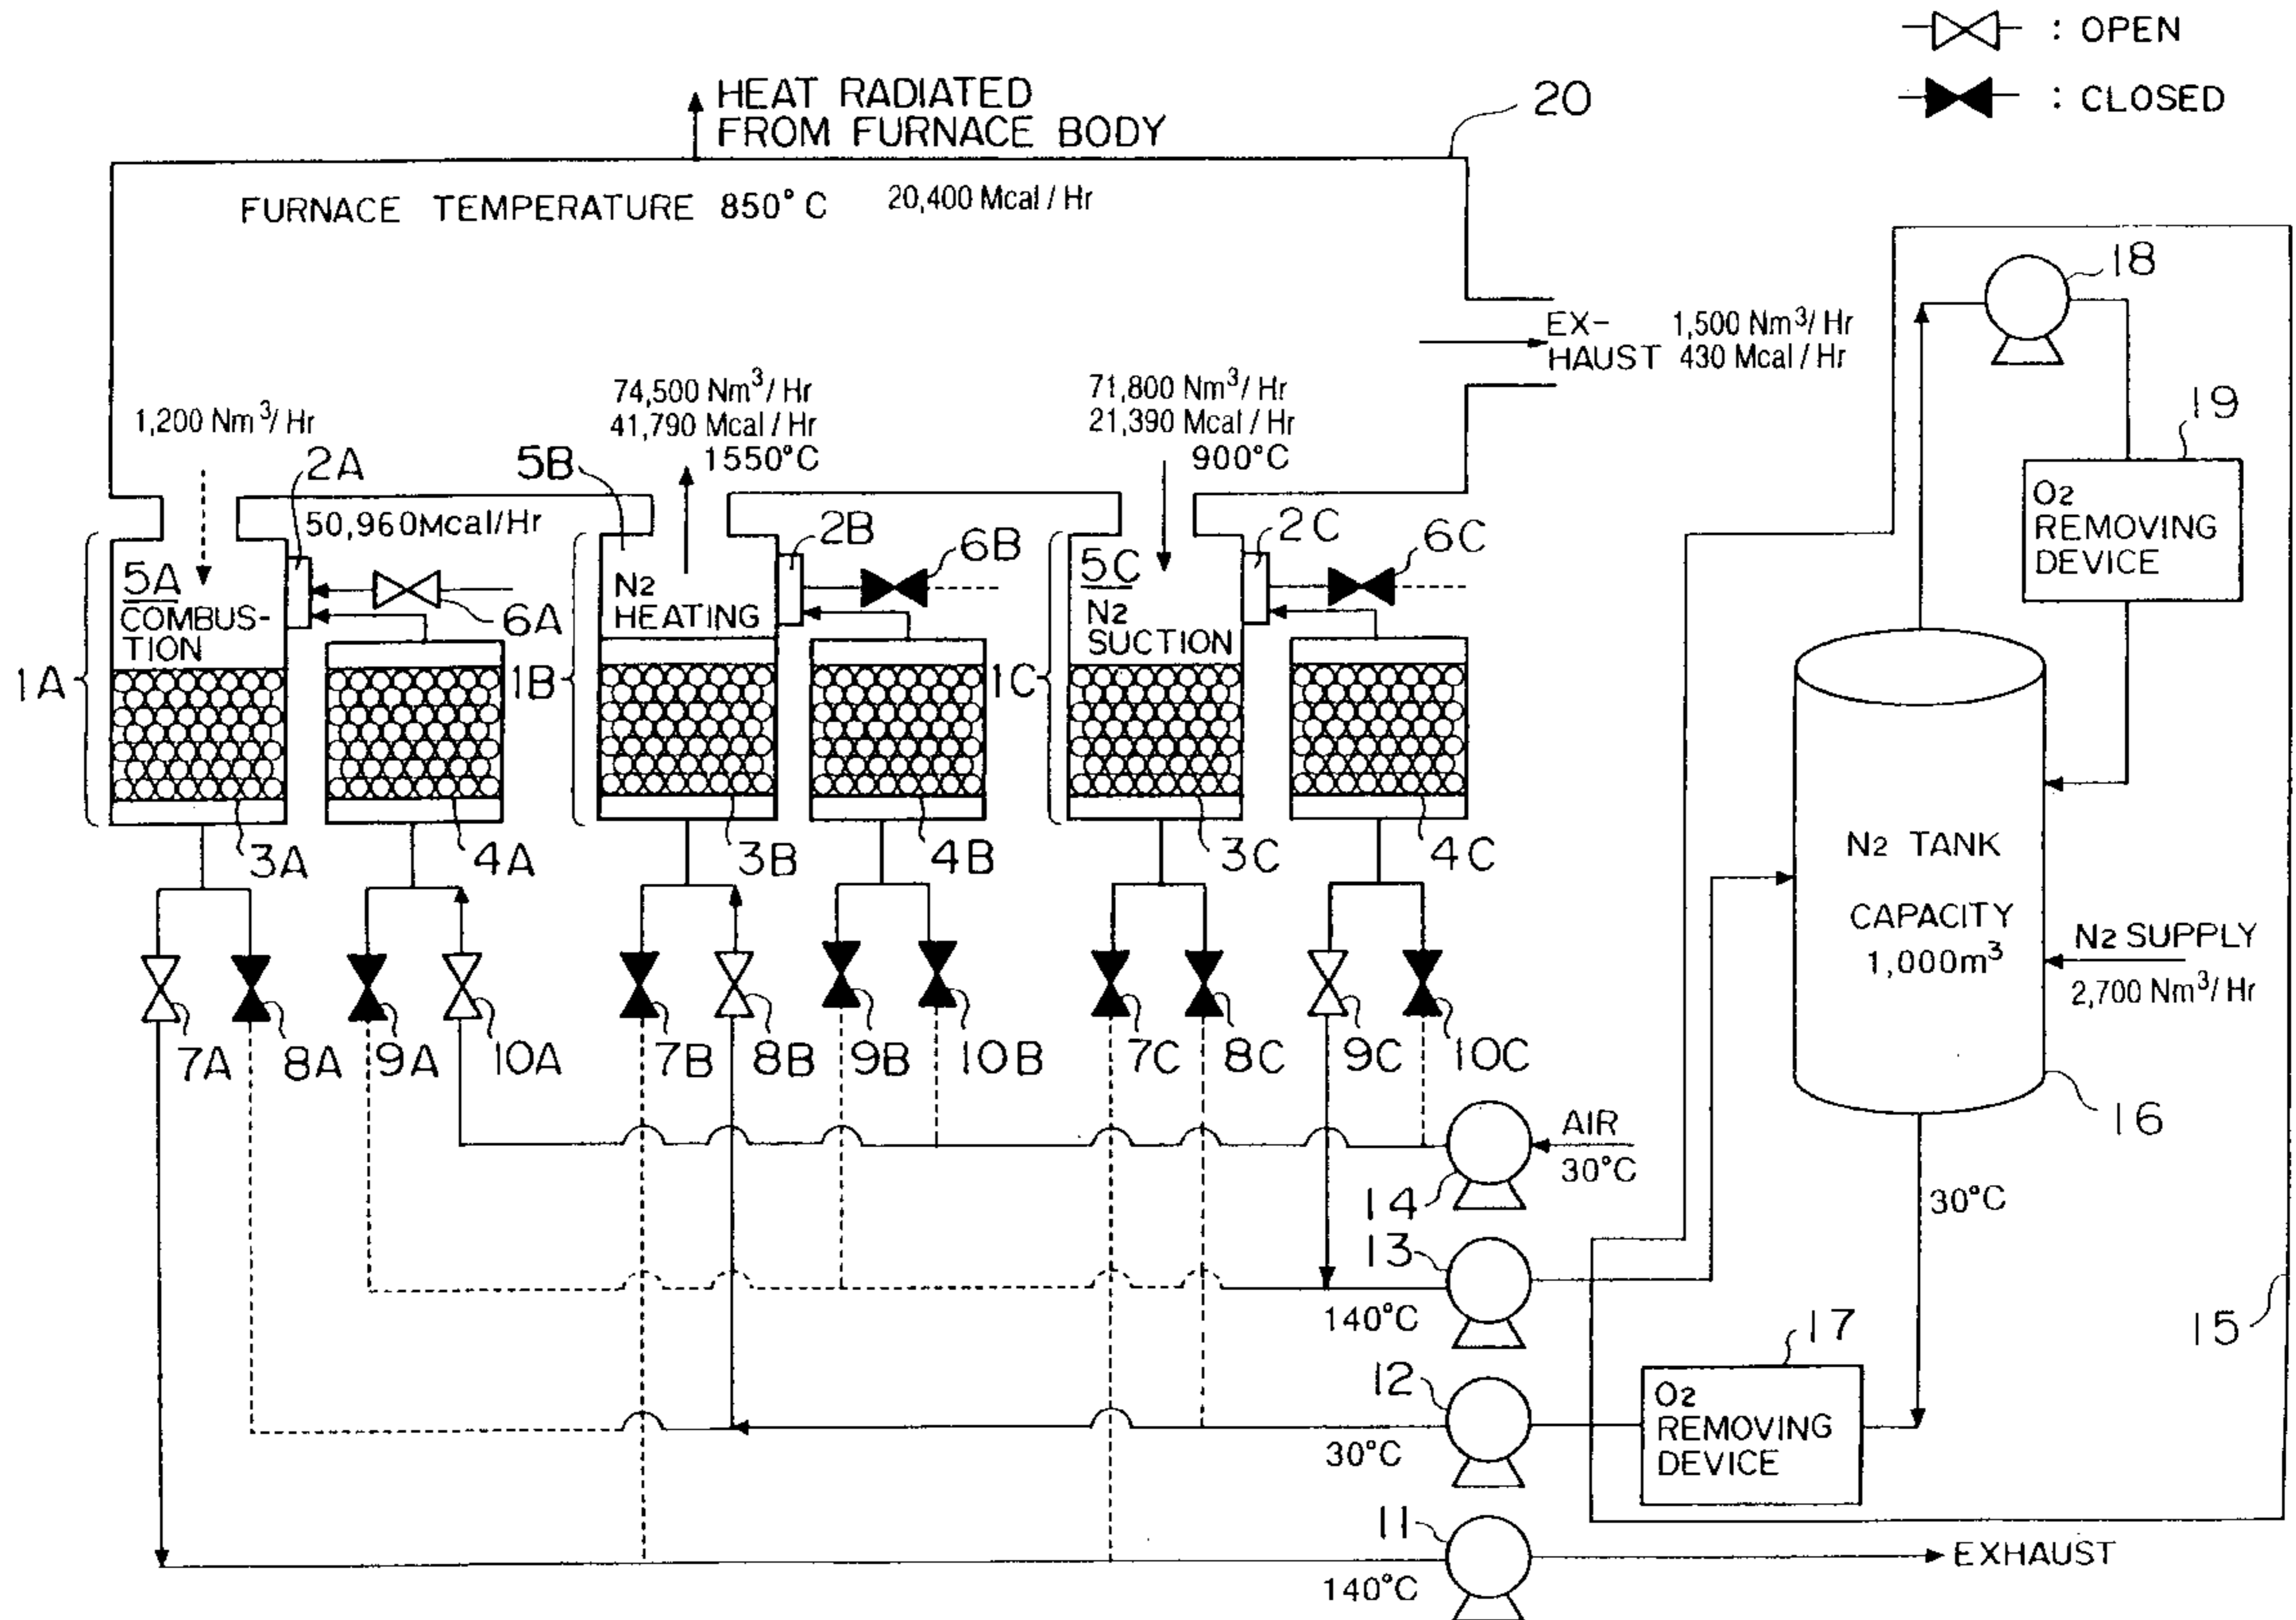 : OPEN
: CLOSED
HEAT RADIATED
FROM FURNACE BODY
20
FURNACE TEMPERATURE 850°C 20,400 Mcal / Hr
18
EX-
HAUST
1,500 Nm³/ Hr
430 Mcal / Hr
1,200 Nm³/ Hr
74,500 Nm³/ Hr
41,790 Mcal / Hr
1550°C
71,800 Nm³/ Hr
21,390 Mcal / Hr
900°C
19
2A
5B
50,960Mcal/Hr
2B
6B
2C
6C
O2
REMOVING
DEVICE
5A
COMBUS-
TION
6A
N2
HEATING
5C
N2
SUCTION
1A
1B
1C
3A
4A
3B
4B
3C
4C
N2 TANK
CAPACITY
1,000m³
N2 SUPPLY
2,700 Nm³/ Hr
7A
8A
9A
10A
7B
8B
9B
10B
7C
8C
9C
10C
16
AIR
30°C
14
30°C
13
140°C
15
17
12
30°C
O2
REMOVING
DEVICE
11
140°C
EXHAUST